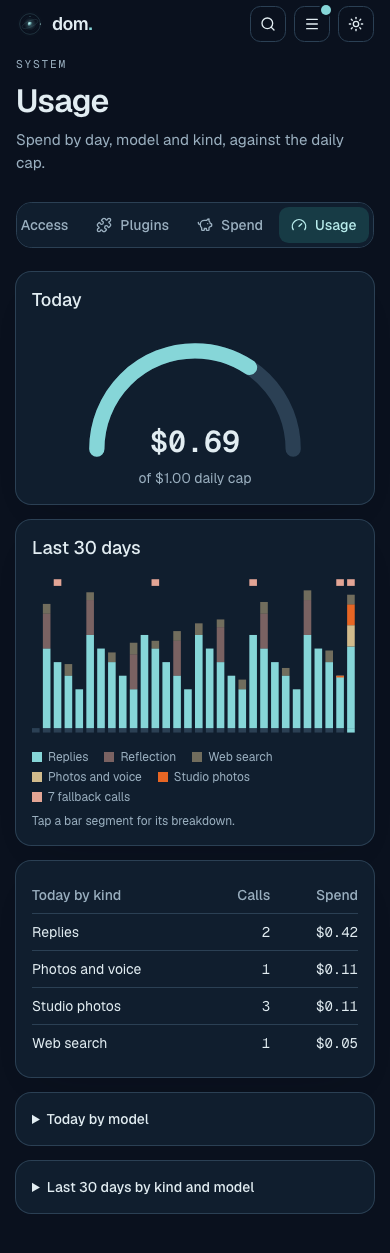 dom.
SYSTEM
Usage
Spend by day, model and kind, against the daily
cap.
Access Plugins Spend Usage
Today
$0.69
of $1.00 daily cap
Last 30 days
Replies Reflection Web search
Photos and voice Studio photos
7 fallback calls
Tap a bar segment for its breakdown.
Today by kind Calls Spend
Replies 2 $0.42
Photos and voice 1 $0.11
Studio photos 3 $0.11
Web search 1 $0.05
Today by model
Last 30 days by kind and model